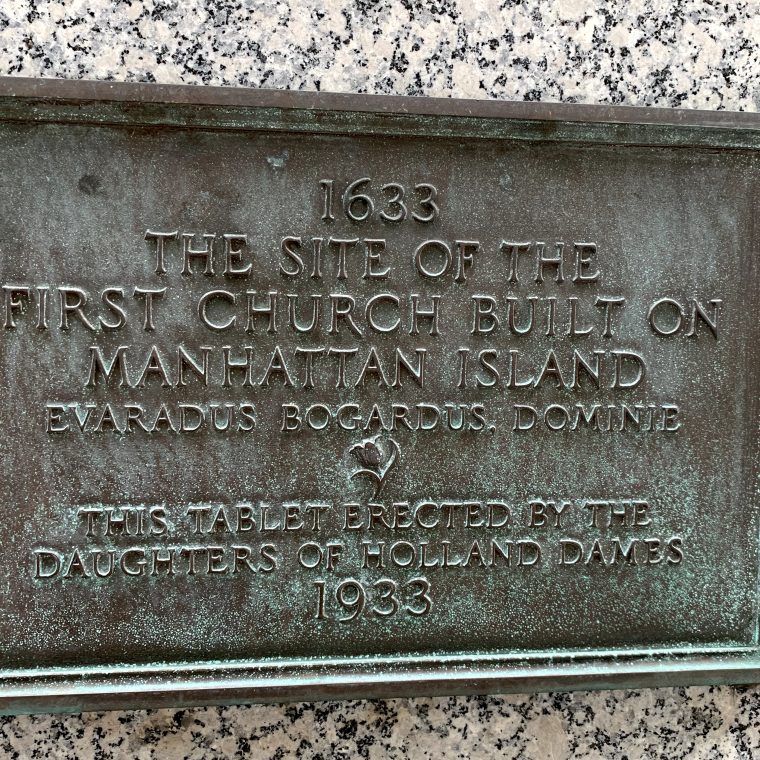 1633
THE SITE OF THE
FIRST CHURCH BUILT ON
MANHATTAN ISLAND
EVARADUS BOGARDUS, DOMINIE
THIS TABLET ERECTED BY THE
DAUGHTERS OF HOLLAND DAMES
1933